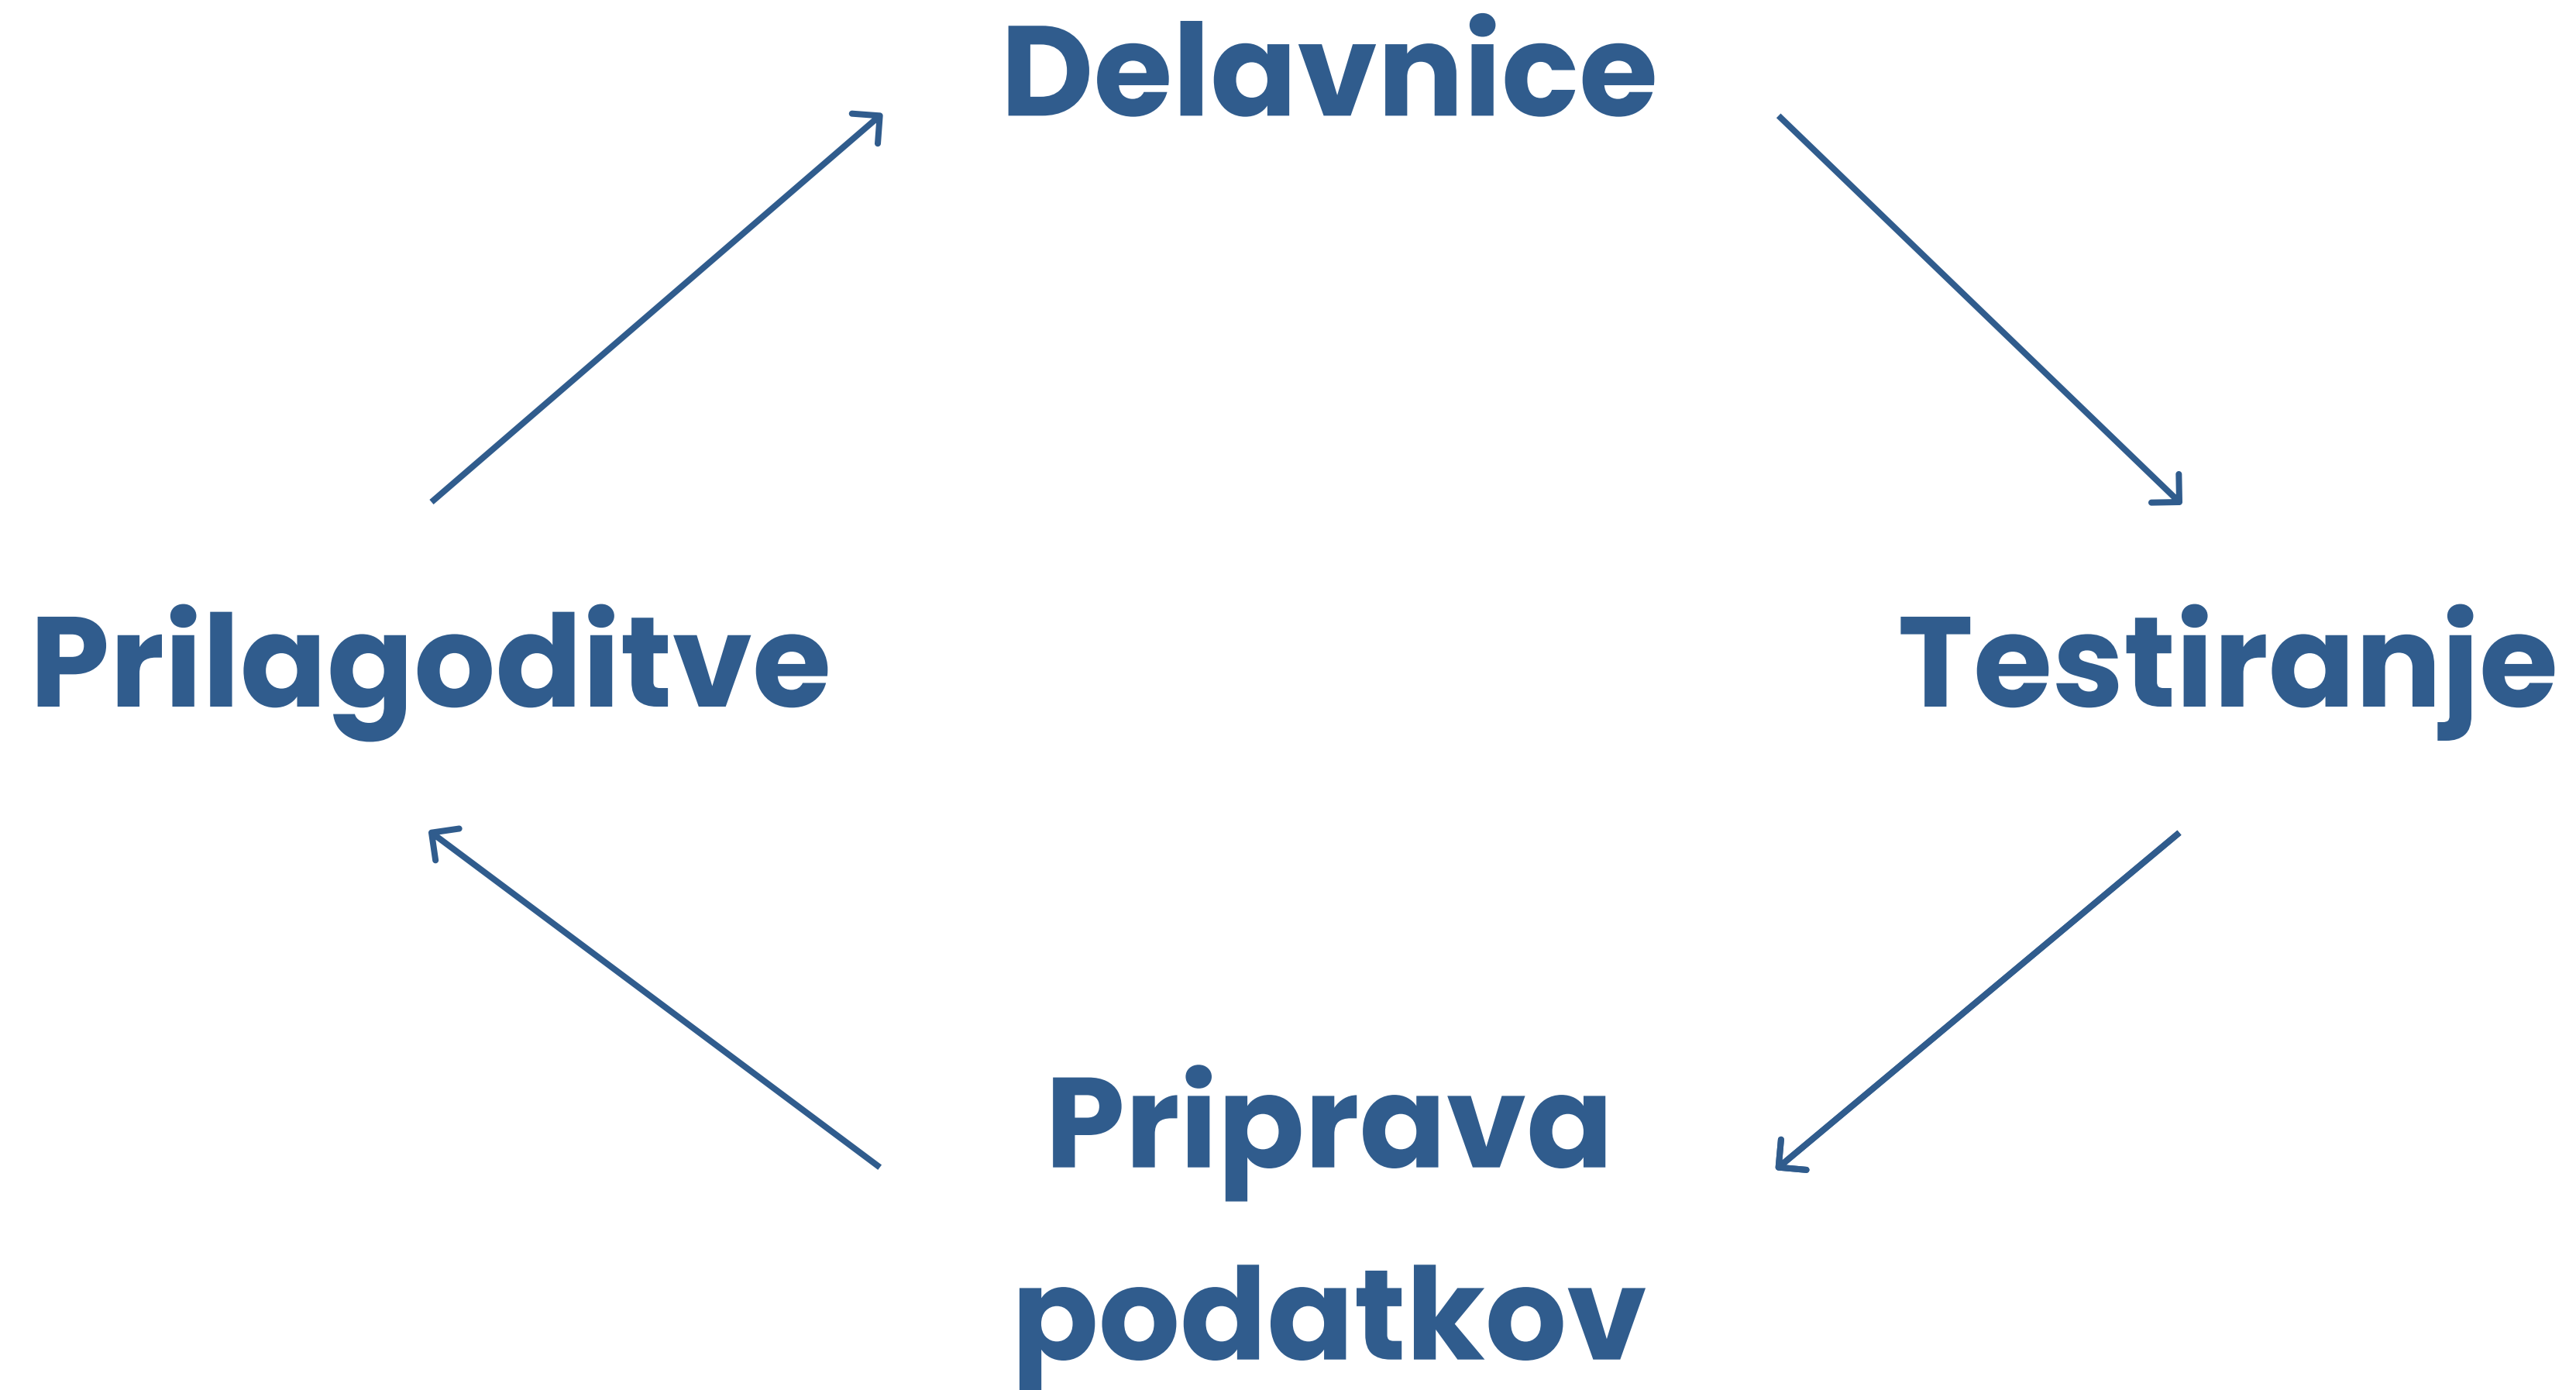 Delavnice
Prilagoditve
Testiranje
Priprava
podatkov